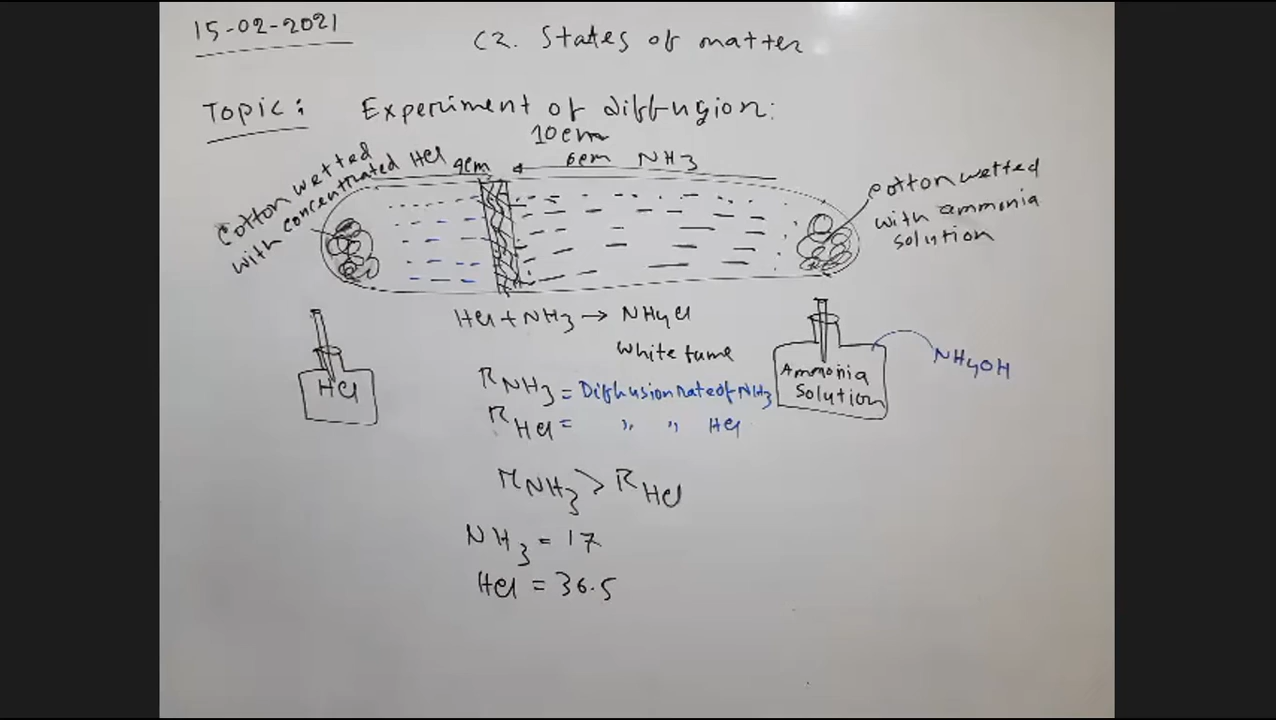 15-02-2021
C2. States of matter
Topic: Experiment of diffusion:
10cm
Cotton wetted with concentrated HCl
4cm
6cm NH3
Cotton wetted with ammonia solution
HCl + NH3 → NH4Cl
White fume
HCl
Ammonia Solution
NH4OH
RNH3 = Diffusion rate of NH3
RHCl = ,, ,, HCl
rNH3 > RHCl
NH3 = 17
HCl = 36.5